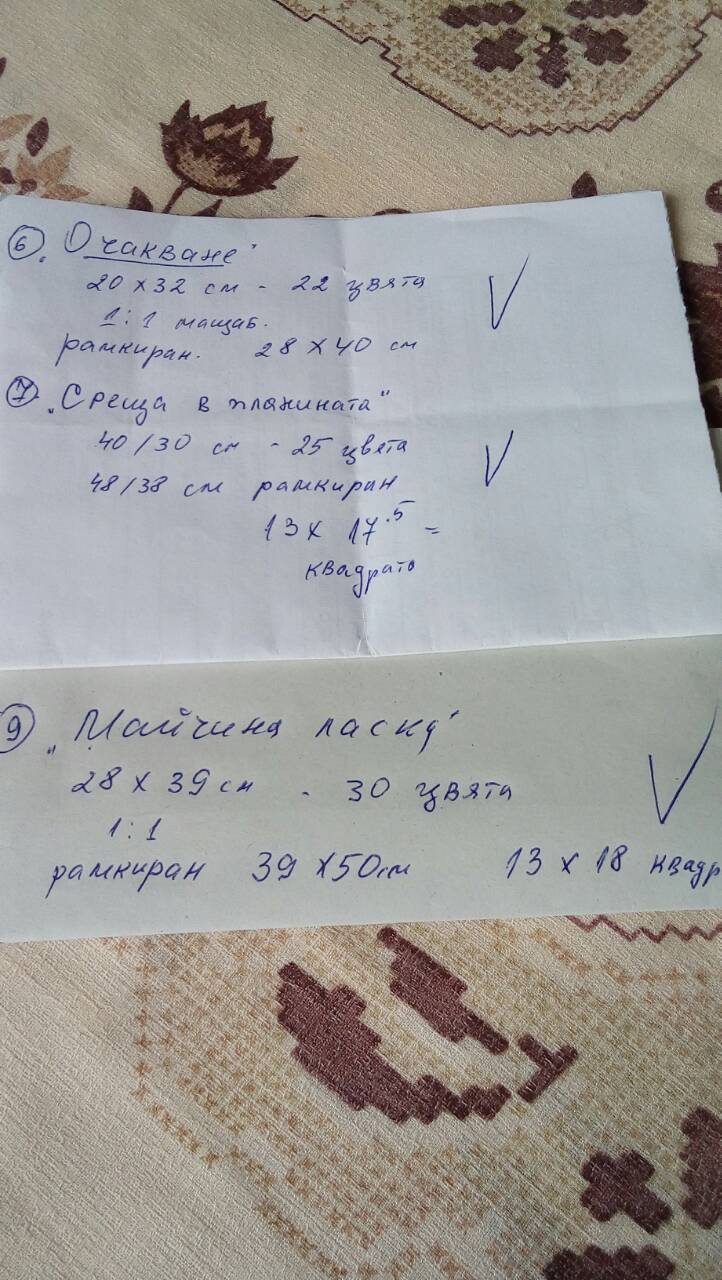 6. Очакване"
20 x 32 см - 22 цвята
1:1 мащаб.
рамкиран. 28 x 40 см
7. "Среща в планината"
40/30 см - 25 цвята
48/38 см рамкиран
13 x 17.5 =
квадрата
9 "Майчина ласка"
28 x 39 см - 30 цвята
1:1
рамкиран 39 x 50 см 13 x 18 квадр